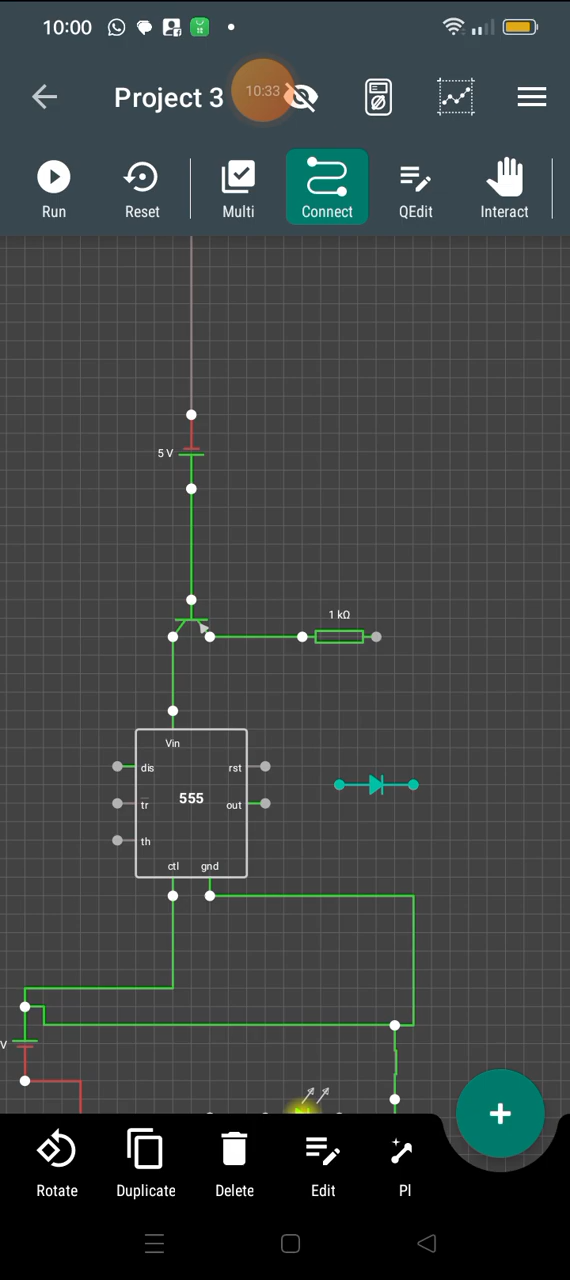 10:00
Project 3
10:33
Run
Reset
Multi
Connect
QEdit
Interact
5 V
1 kΩ
Vin
dis
rst
tr
555
out
th
ctl
gnd
V
Rotate
Duplicate
Delete
Edit
Pl